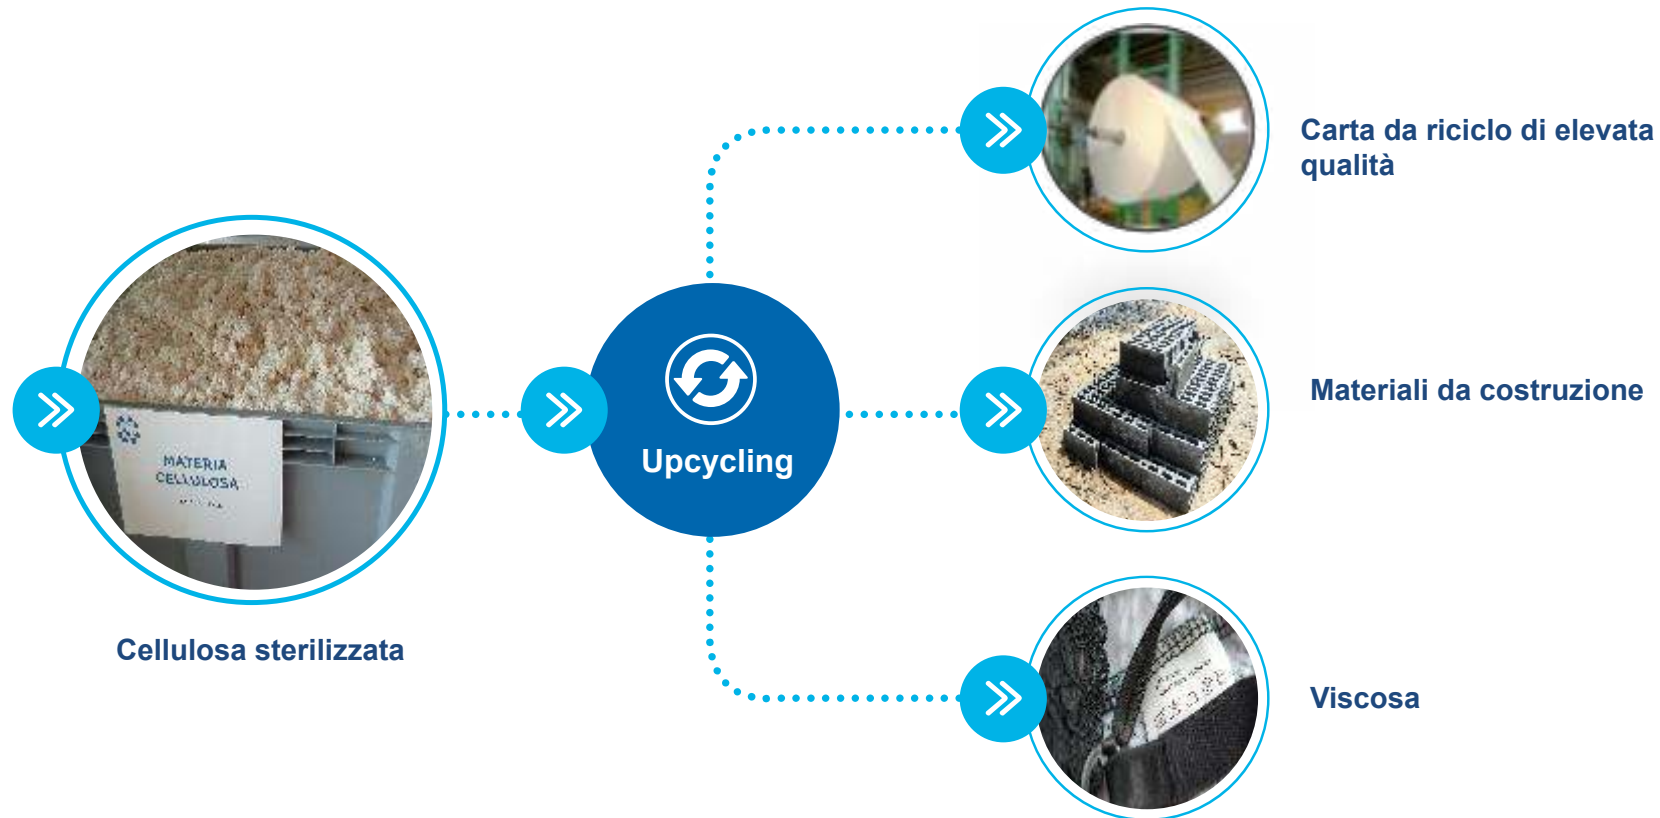 Carta da riciclo di elevata
qualità
MATERIA
CELLULOSA
Upcycling
Materiali da costruzione
Cellulosa sterilizzata
Viscosa